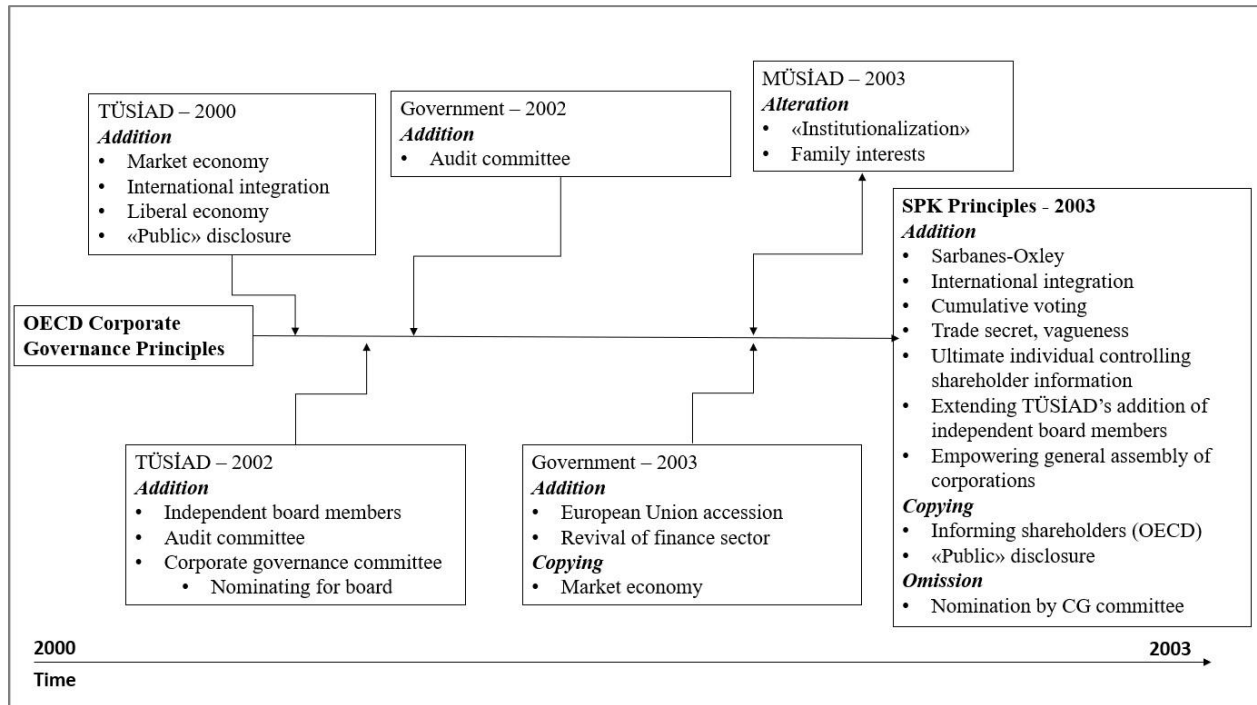 TÜSİAD – 2000
Addition
• Market economy
• International integration
• Liberal economy
• «Public» disclosure
Government – 2002
Addition
• Audit committee
MÜSİAD – 2003
Alteration
• «Institutionalization»
• Family interests
OECD Corporate
Governance Principles
SPK Principles - 2003
Addition
• Sarbanes-Oxley
• International integration
• Cumulative voting
• Trade secret, vagueness
• Ultimate individual controlling
shareholder information
• Extending TÜSİAD’s addition of
independent board members
• Empowering general assembly of
corporations
Copying
• Informing shareholders (OECD)
• «Public» disclosure
Omission
• Nomination by CG committee
TÜSİAD – 2002
Addition
• Independent board members
• Audit committee
• Corporate governance committee
• Nominating for board
Government – 2003
Addition
• European Union accession
• Revival of finance sector
Copying
• Market economy
2000
2003
Time